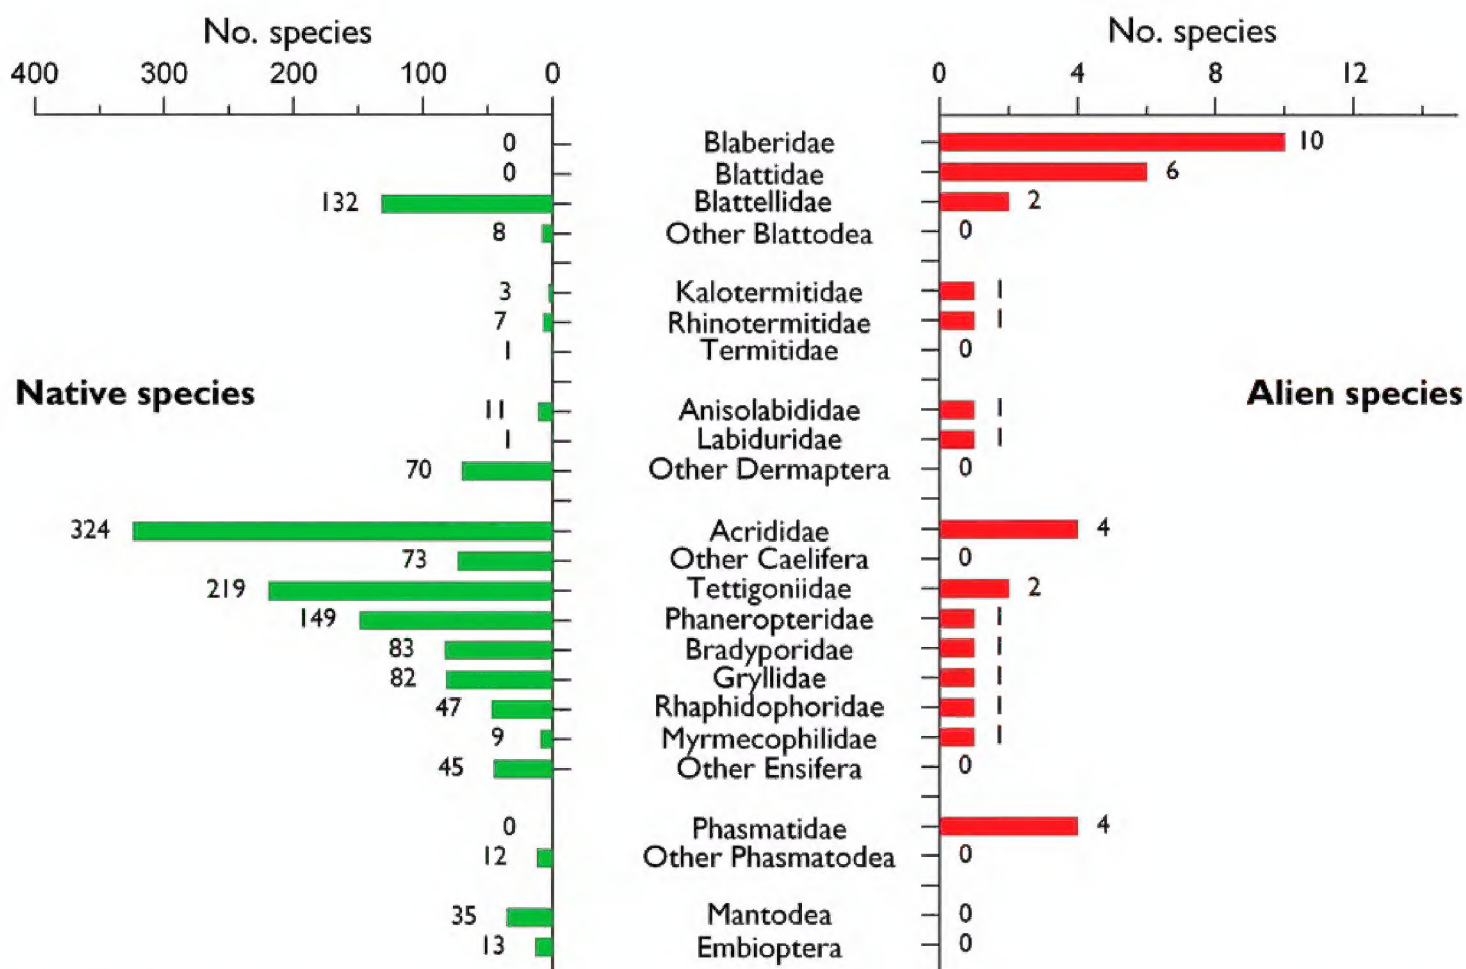 No. species No. species
400 300 200 100 0 0 4 8 12
0 Blaberidae 10
0 Blattidae 6
132 Blattellidae 2
8 Other Blattodea 0
3 Kalotermitidae 1
7 Rhinotermitidae 1
1 Termitidae 0
Native species Alien species
11 Anisolabididae 1
1 Labiduridae 1
70 Other Dermaptera 0
324 Acrididae 4
73 Other Caelifera 0
219 Tettigoniidae 2
149 Phaneropteridae 1
83 Bradyporidae 1
82 Gryllidae 1
47 Rhaphidophoridae 1
9 Myrmecophilidae 1
45 Other Ensifera 0
0 Phasmatidae 4
12 Other Phasmatodea 0
35 Mantodea 0
13 Embioptera 0